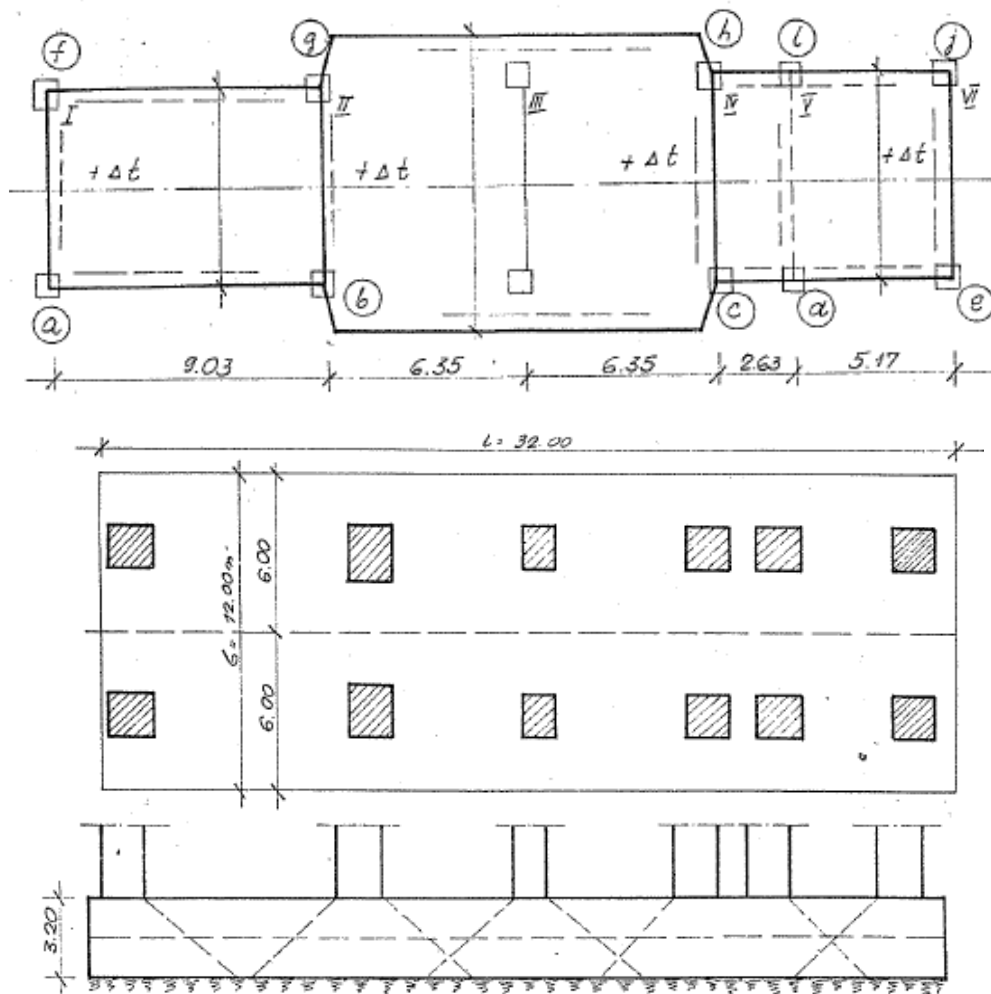 f g h l j
I II III IV V VI
+Δt +Δt +Δt +Δt
a b c d e
9.03 6.35 6.35 2.63 5.17
l= 32.00
6.00
b= 12.00m
6.00
3.20